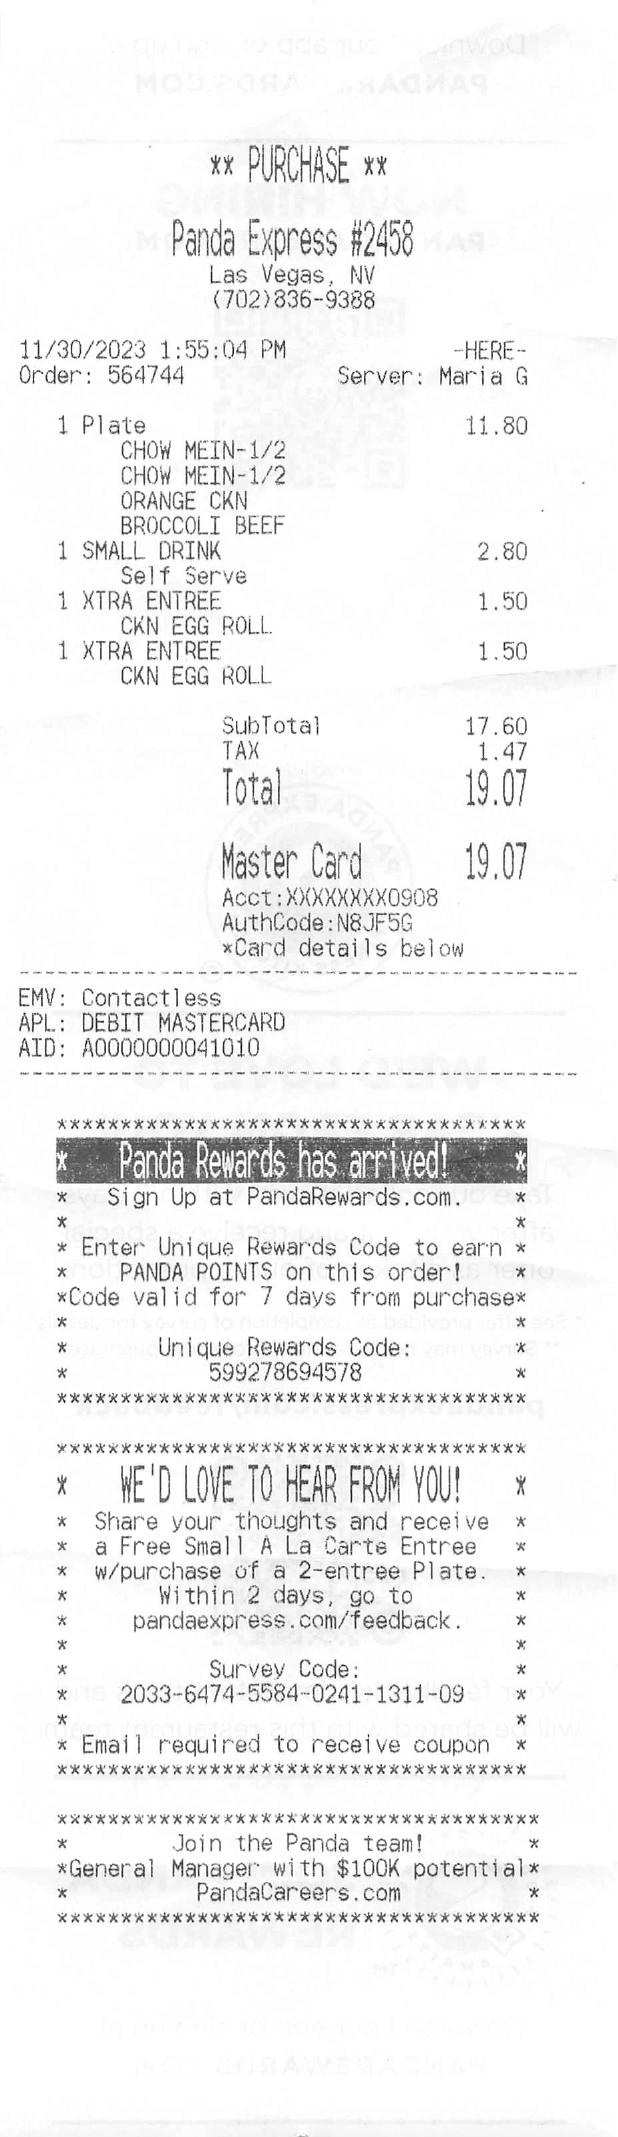 ** PURCHASE **
Panda Express #2458
Las Vegas, NV
(702)836-9388
11/30/2023 1:55:04 PM -HERE-
Order: 564744 Server: Maria G
1 Plate 11.80
CHOW MEIN-1/2
CHOW MEIN-1/2
ORANGE CKN
BROCCOLI BEEF
1 SMALL DRINK 2.80
Self Serve
1 XTRA ENTREE 1.50
CKN EGG ROLL
1 XTRA ENTREE 1.50
CKN EGG ROLL
SubTotal 17.60
TAX 1.47
Total 19.07
Master Card 19.07
Acct:XXXXXXXX0908
AuthCode:N8JF5G
*Card details below
--------------------------------------------
EMV: Contactless
APL: DEBIT MASTERCARD
AID: A0000000041010
--------------------------------------------
*************************************
* Panda Rewards has arrived! *
* Sign Up at PandaRewards.com. *
* *
* Enter Unique Rewards Code to earn *
* PANDA POINTS on this order! *
*Code valid for 7 days from purchase*
* *
* Unique Rewards Code: *
* 599278694578 *
*************************************
*************************************
* WE'D LOVE TO HEAR FROM YOU! *
* Share your thoughts and receive *
* a Free Small A La Carte Entree *
* w/purchase of a 2-entree Plate. *
* Within 2 days, go to *
* pandaexpress.com/feedback. *
* *
* Survey Code: *
* 2033-6474-5584-0241-1311-09 *
* *
* Email required to receive coupon *
*************************************
**************************************
* Join the Panda team! *
*General Manager with $100K potential*
* PandaCareers.com *
**************************************